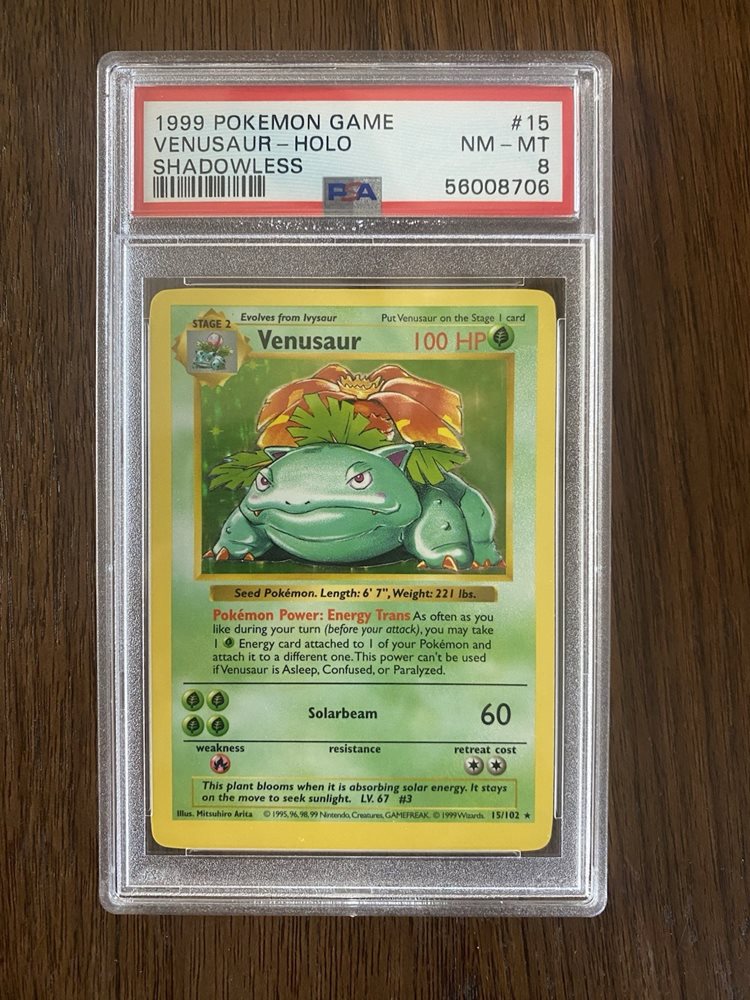 1999 POKEMON GAME #15
VENUSAUR – HOLO NM – MT
SHADOWLESS 8
PSA 56008706
STAGE 2 Evolves from Ivysaur Put Venusaur on the Stage 1 card
Venusaur 100 HP
Seed Pokémon. Length: 6' 7", Weight: 221 lbs.
Pokémon Power: Energy Trans As often as you
like during your turn (before your attack), you may take
1 Energy card attached to 1 of your Pokémon and
attach it to a different one. This power can't be used
if Venusaur is Asleep, Confused, or Paralyzed.
Solarbeam 60
weakness resistance retreat cost
This plant blooms when it is absorbing solar energy. It stays
on the move to seek sunlight. LV. 67 #3
Illus. Mitsuhiro Arita © 1995, 96, 98, 99 Nintendo, Creatures, GAMEFREAK. © 1999 Wizards. 15/102 ★